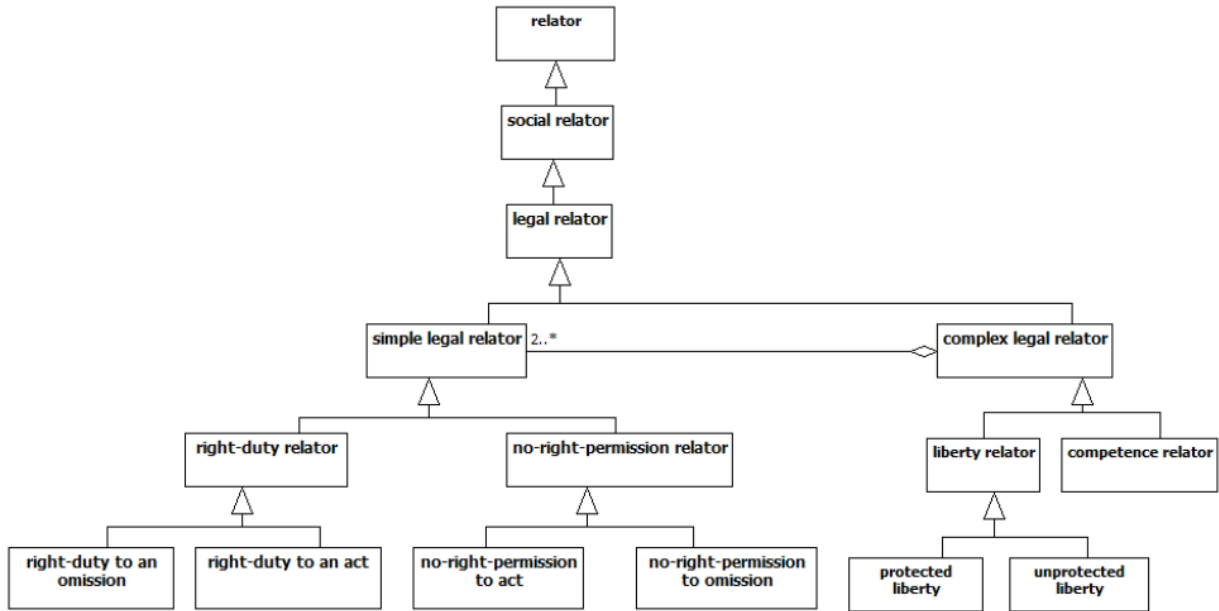 relator
social relator
legal relator
simple legal relator
2..*
complex legal relator
right-duty relator
no-right-permission relator
liberty relator
competence relator
right-duty to an
omission
right-duty to an act
no-right-permission
to act
no-right-permission
to omission
protected
liberty
unprotected
liberty